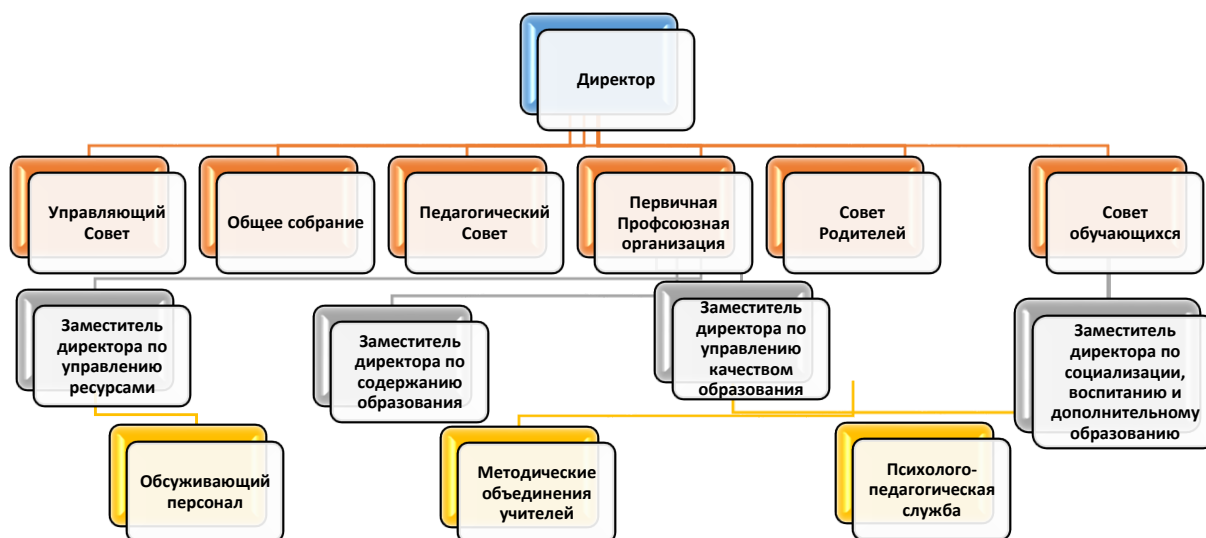 Директор
Управляющий
Совет
Общее собрание
Педагогический
Совет
Первичная
Профсоюзная
организация
Совет
Родителей
Совет
обучающихся
Заместитель
директора по
управлению
ресурсами
Заместитель
директора по
содержанию
образования
Заместитель
директора по
управлению
качеством
образования
Заместитель
директора по
социализации,
воспитанию и
дополнительному
образованию
Обсуживающий
персонал
Методические
объединения
учителей
Психолого-
педагогическая
служба